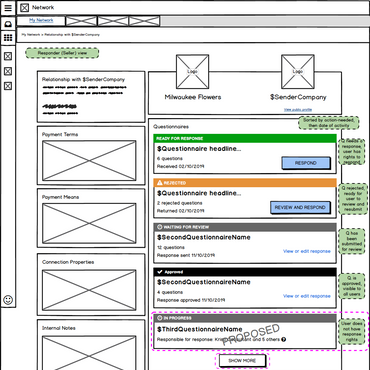 Network
My Network
My Network > Relationship with $SenderCompany
Responder (Seller) view
Relationship with $SenderCompany
Logo
Logo
Milwaukee Flowers
$SenderCompany
View public profile
Sorted by action needed,
then date of activity
Questionnaires
READY FOR RESPONSE
$Questionnaire headline...
6 questions
Received 02/10/2019
RESPOND
response,
user has
rights to
respond
Payment Terms
REJECTED
$Questionnaire headline...
2 rejected questions
Returned 02/10/2019
REVIEW AND RESPOND
Q rejected,
ready for
user to
review and
resubmit
Payment Means
WAITING FOR REVIEW
$SecondQuestionnaireName
12 questions
Response sent 11/10/2019
View or edit response
Q has
been
submitted
for review
Connection Properties
Approved
$SecondQuestionnaireName
6 questions
Response approved 11/10/2019
View or edit response
Q is
approved,
visible to
all users
Internal Notes
IN PROGRESS
$ThirdQuestionnaireName
Responsible for response: and 5 others
PROPOSED
User does
not have
response
rights
SHOW MORE